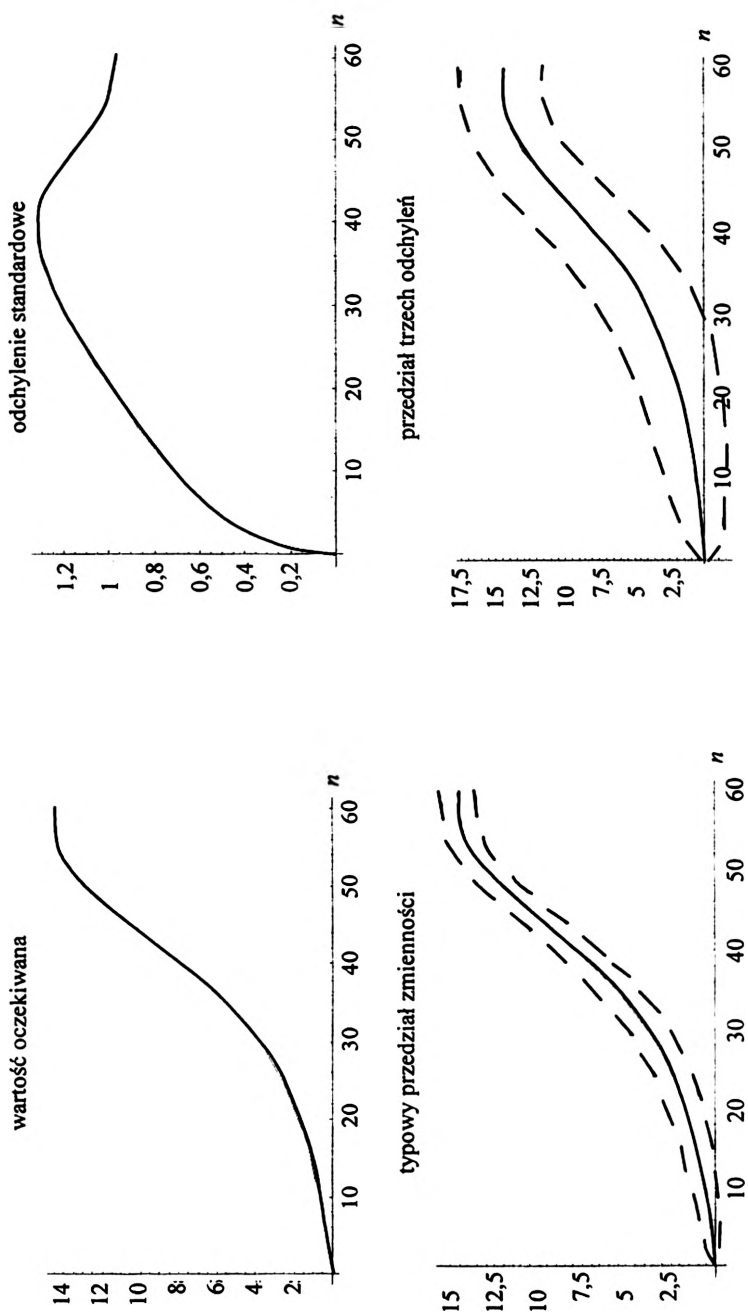 wartość oczekiwana
14
12
10
8
6
4
2
10 20 30 40 50 60
n
odchylenie standardowe
1,2
1
0,8
0,6
0,4
0,2
10 20 30 40 50 60
n
typowy przedział zmienności
15
12,5
10
7,5
5
2,5
10 20 30 40 50 60
n
przedział trzech odchyleń
17,5
15
12,5
10
7,5
5
2,5
10 20 30 40 50 60
n